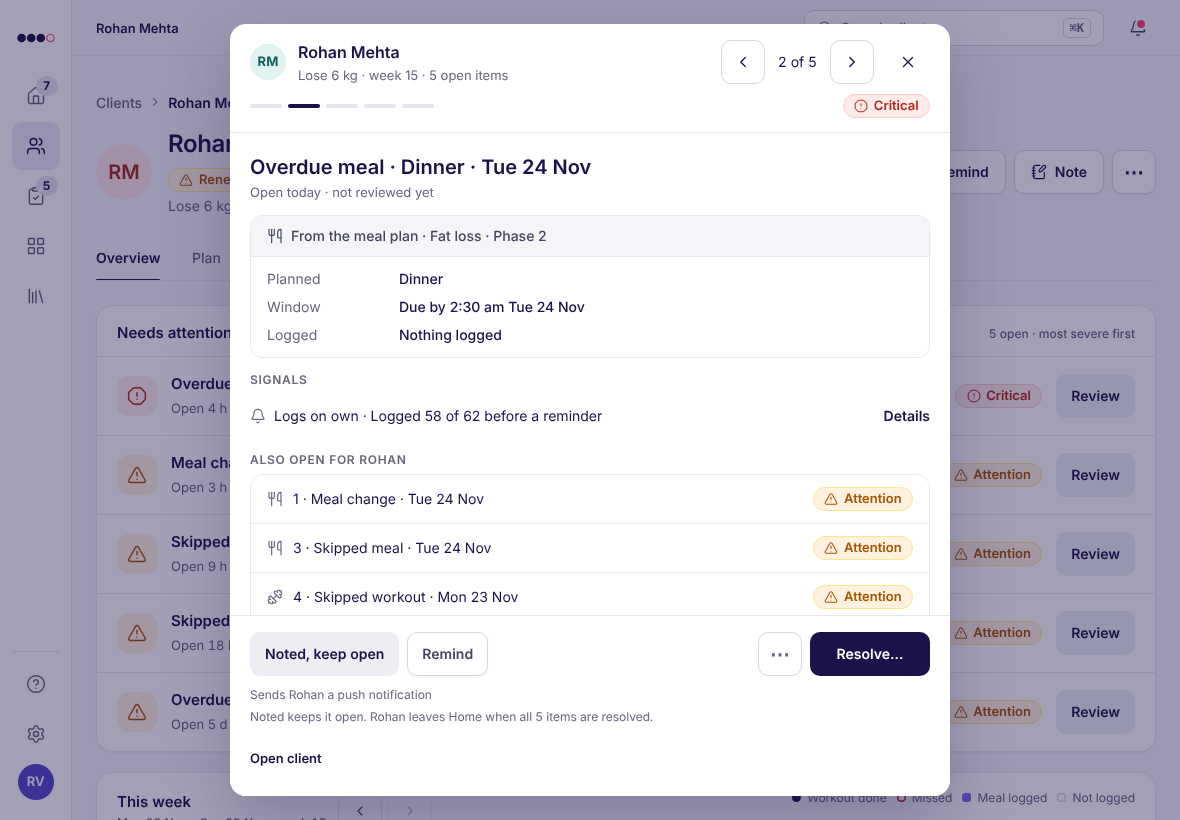 Rohan Mehta
⌘K
7
5
Clients
Rohan
RM
Lose 6 kg
Note
Overview
Plan
Needs attention
5 open · most severe first
Overdue
Open 4 h
Critical
Review
Open 3 h
Attention
Review
Skipped
Open 9 h
Attention
Review
Skipped
Open 18
Attention
Review
Overdue
Open 5 d
Attention
Review
RV
This week
Workout done
Missed
Meal logged
Not logged
RM
Rohan Mehta
Lose 6 kg · week 15 · 5 open items
2 of 5
Critical
Overdue meal · Dinner · Tue 24 Nov
Open today · not reviewed yet
From the meal plan · Fat loss · Phase 2
Planned Dinner
Window Due by 2:30 am Tue 24 Nov
Logged Nothing logged
SIGNALS
Logs on own · Logged 58 of 62 before a reminder Details
ALSO OPEN FOR ROHAN
1 · Meal change · Tue 24 Nov Attention
3 · Skipped meal · Tue 24 Nov Attention
4 · Skipped workout · Mon 23 Nov Attention
Noted, keep open Remind Resolve...
Sends Rohan a push notification
Noted keeps it open. Rohan leaves Home when all 5 items are resolved.
Open client